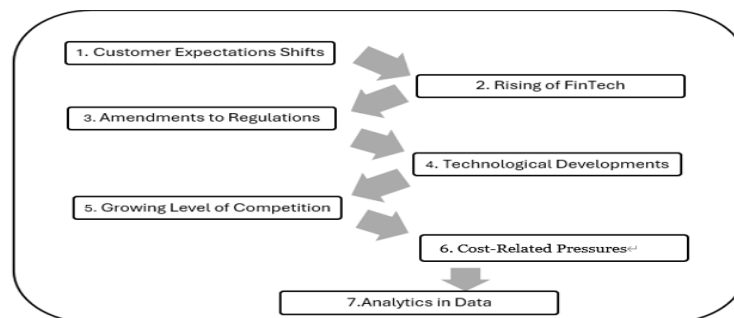 1. Customer Expectations Shifts
2. Rising of FinTech
3. Amendments to Regulations
4. Technological Developments
5. Growing Level of Competition
6. Cost-Related Pressures↵
7.Analytics in Data